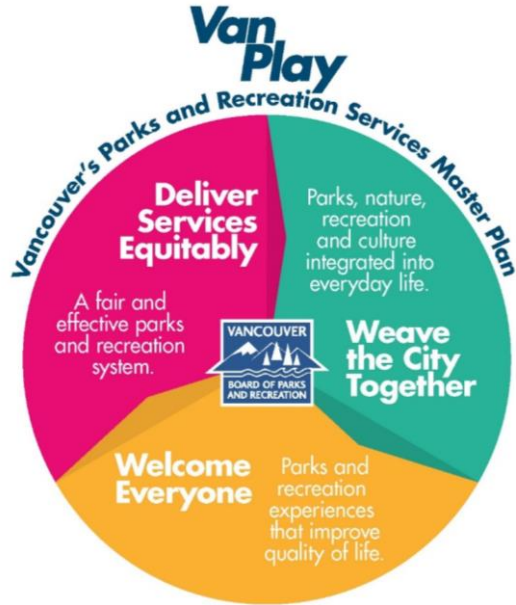 Van
Play
Vancouver's Parks and Recreation Services Master Plan
Deliver
Services
Equitably
A fair and
effective parks
and recreation
system.
Parks, nature,
recreation
and culture
integrated into
everyday life.
Weave
the City
Together
VANCOUVER
BOARD OF PARKS
AND RECREATION
Welcome
Everyone
Parks and
recreation
experiences
that improve
quality of life.